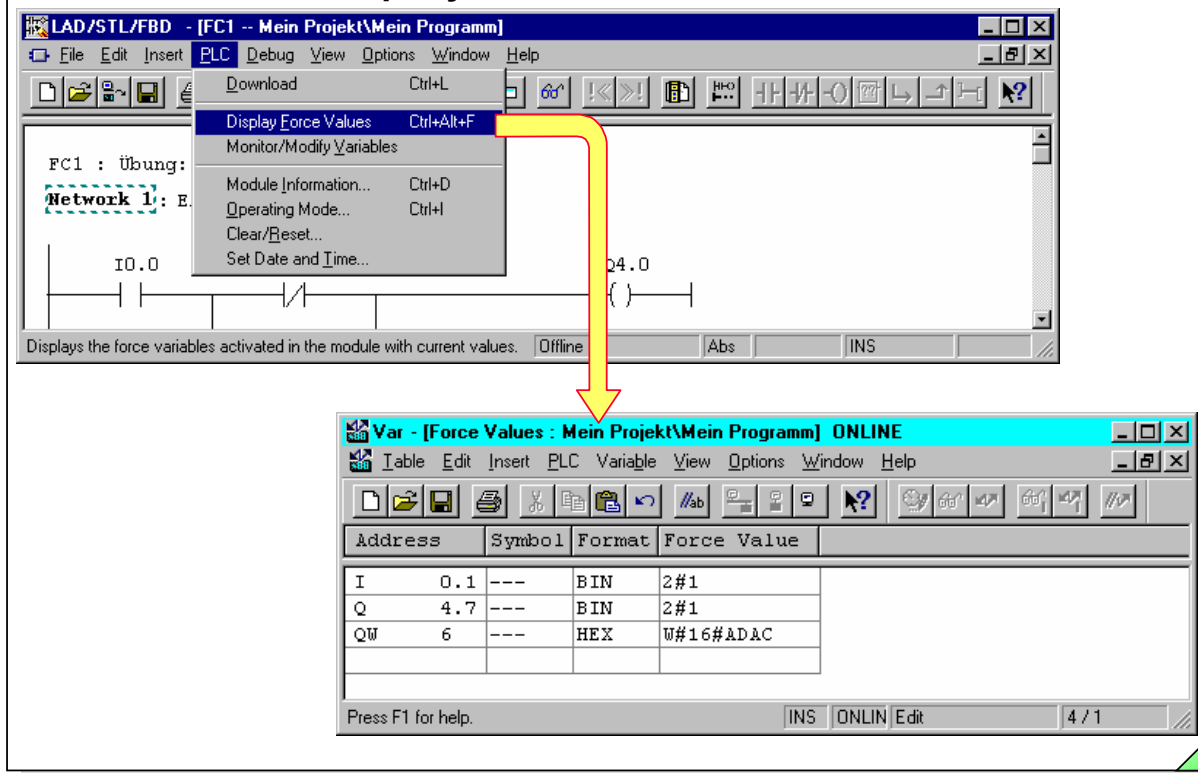 LAD/STL/FBD - [FC1 -- Mein Projekt\Mein Programm]
File Edit Insert PLC Debug View Options Window Help
Download Ctrl+L
Display Force Values Ctrl+Alt+F
Monitor/Modify Variables
Module Information... Ctrl+D
Operating Mode... Ctrl+I
Clear/Reset...
Set Date and Time...
FC1 : Übung:
Network 1: E
I0.0 Q4.0
Displays the force variables activated in the module with current values. Offline Abs INS
Var - [Force Values : Mein Projekt\Mein Programm] ONLINE
Table Edit Insert PLC Variable View Options Window Help
Address Symbol Format Force Value
I 0.1 --- BIN 2#1
Q 4.7 --- BIN 2#1
QW 6 --- HEX W#16#ADAC
Press F1 for help. INS ONLIN Edit 4 / 1